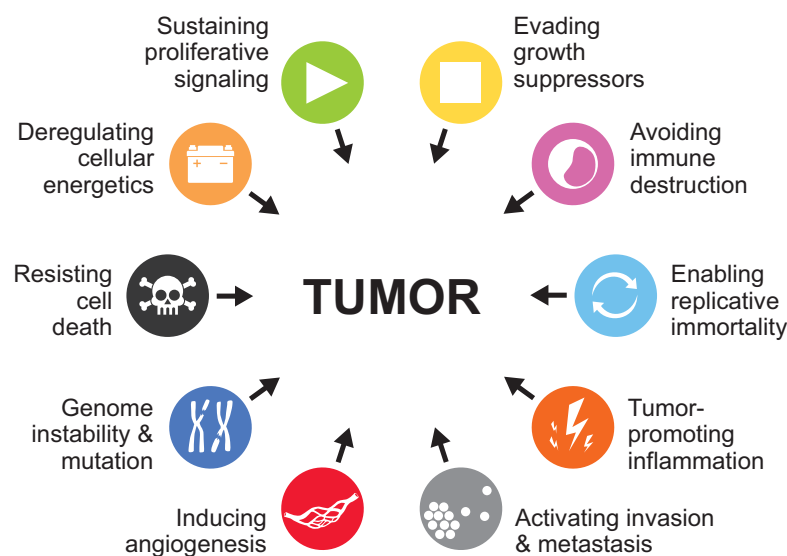 Sustaining
proliferative
signaling
Evading
growth
suppressors
Deregulating
cellular
energetics
Avoiding
immune
destruction
Resisting
cell
death
TUMOR
Enabling
replicative
immortality
Genome
instability &
mutation
Tumor-
promoting
inflammation
Inducing
angiogenesis
Activating invasion
& metastasis